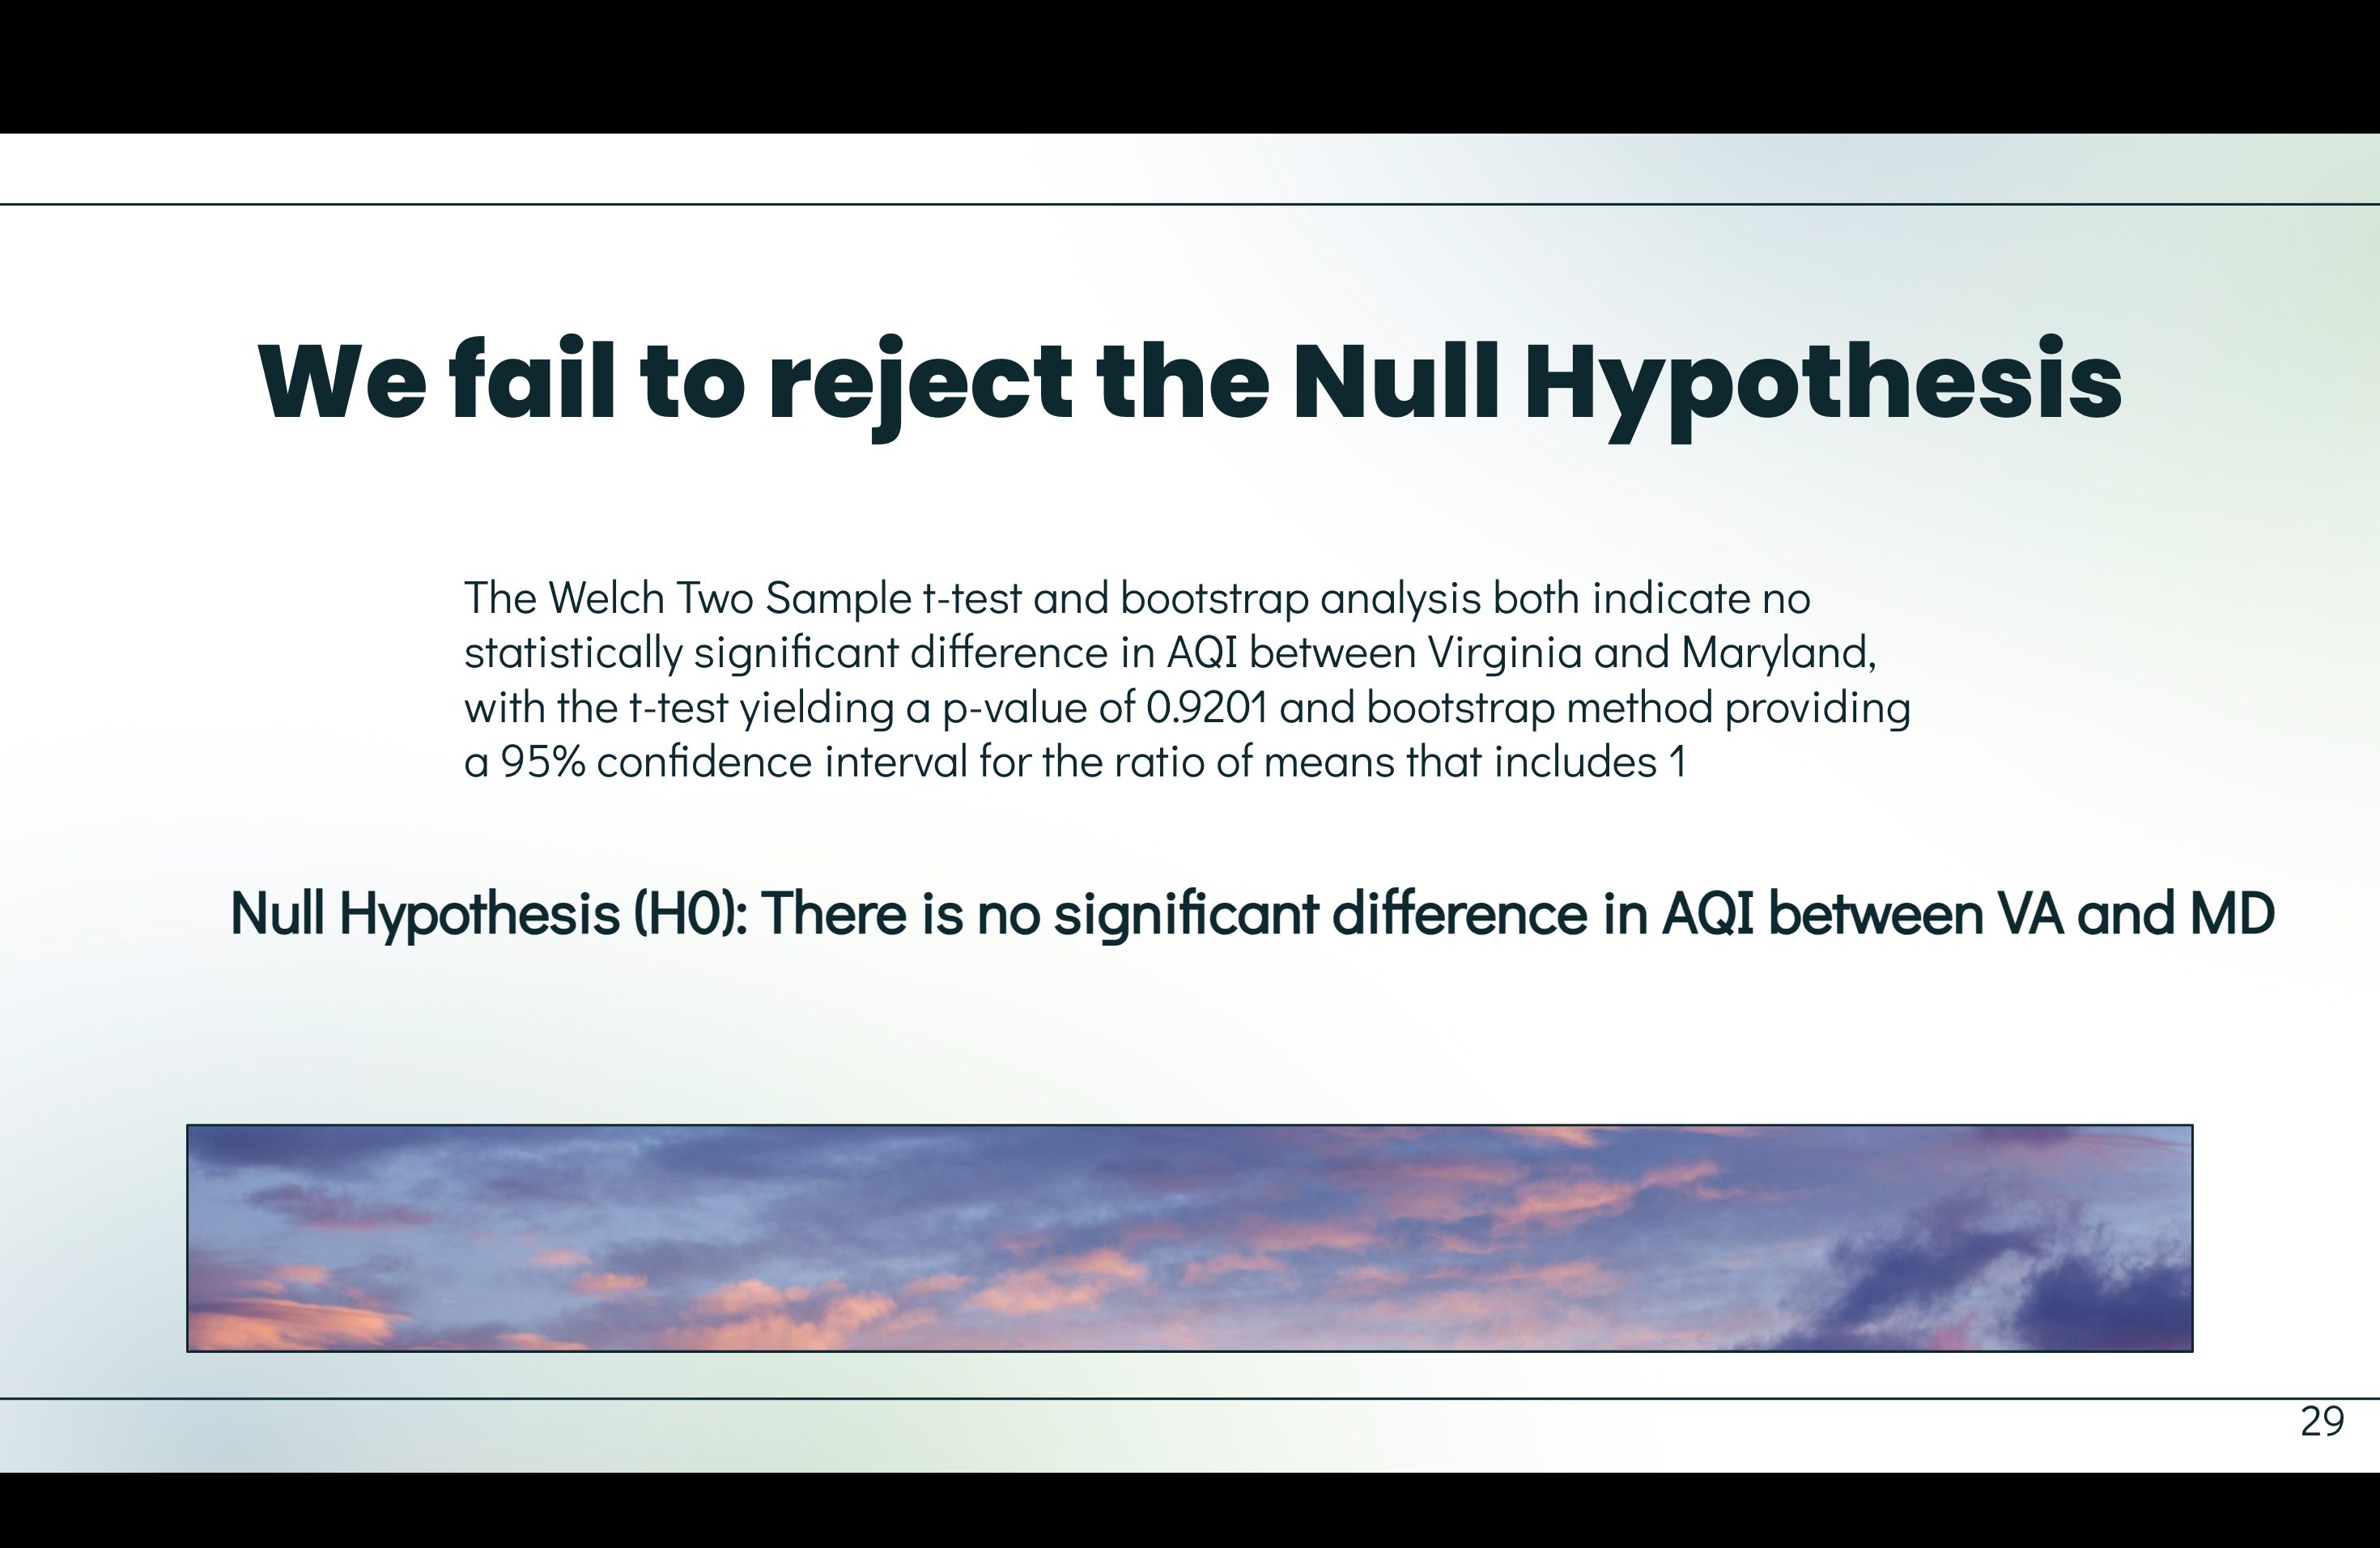 We fail to reject the Null Hypothesis
The Welch Two Sample t-test and bootstrap analysis both indicate no
statistically significant difference in AQI between Virginia and Maryland,
with the t-test yielding a p-value of 0.9201 and bootstrap method providing
a 95% confidence interval for the ratio of means that includes 1
Null Hypothesis (H0): There is no significant difference in AQI between VA and MD
29